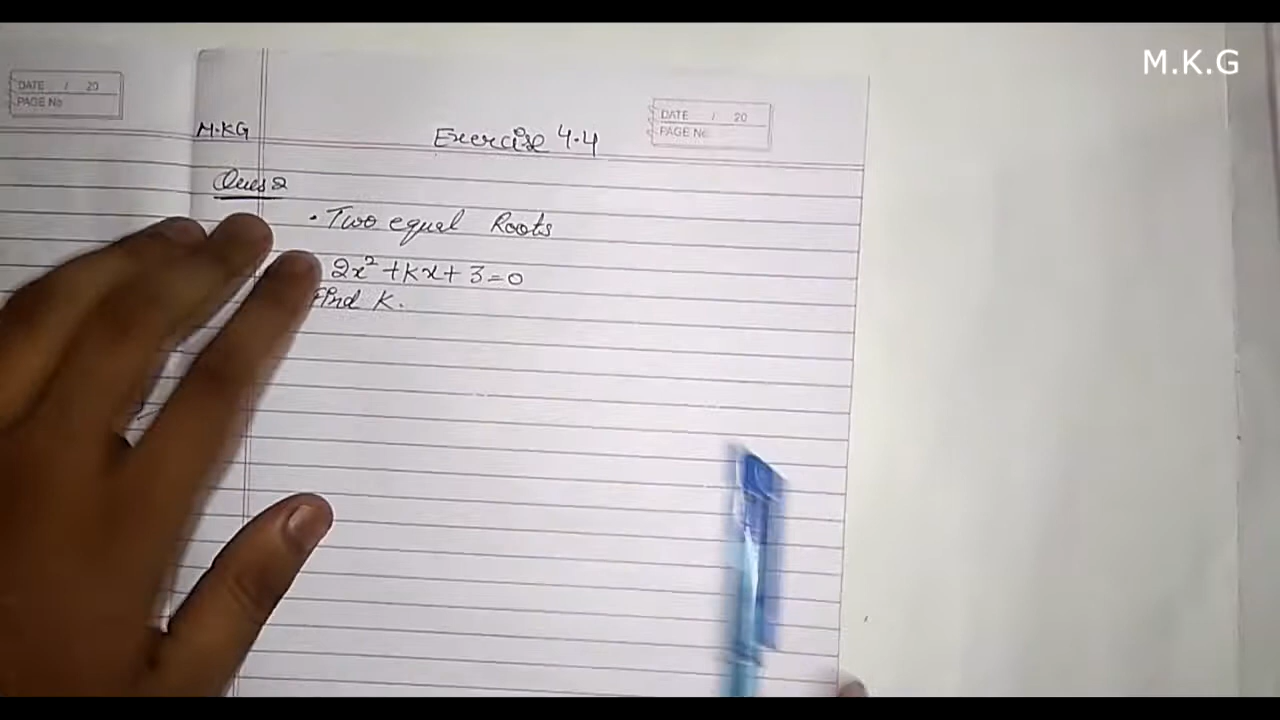 M.K.G
DATE / 20
PAGE No
DATE / 20
PAGE No
M.KG
Exercise 4.4
Ques 2
• Two equal Roots
2x² + Kx + 3 = 0
Find K.